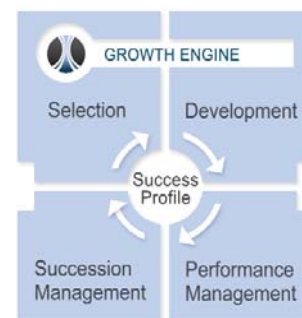 GROWTH ENGINE
Selection
Development
Success
Profile
Succession
Management
Performance
Management